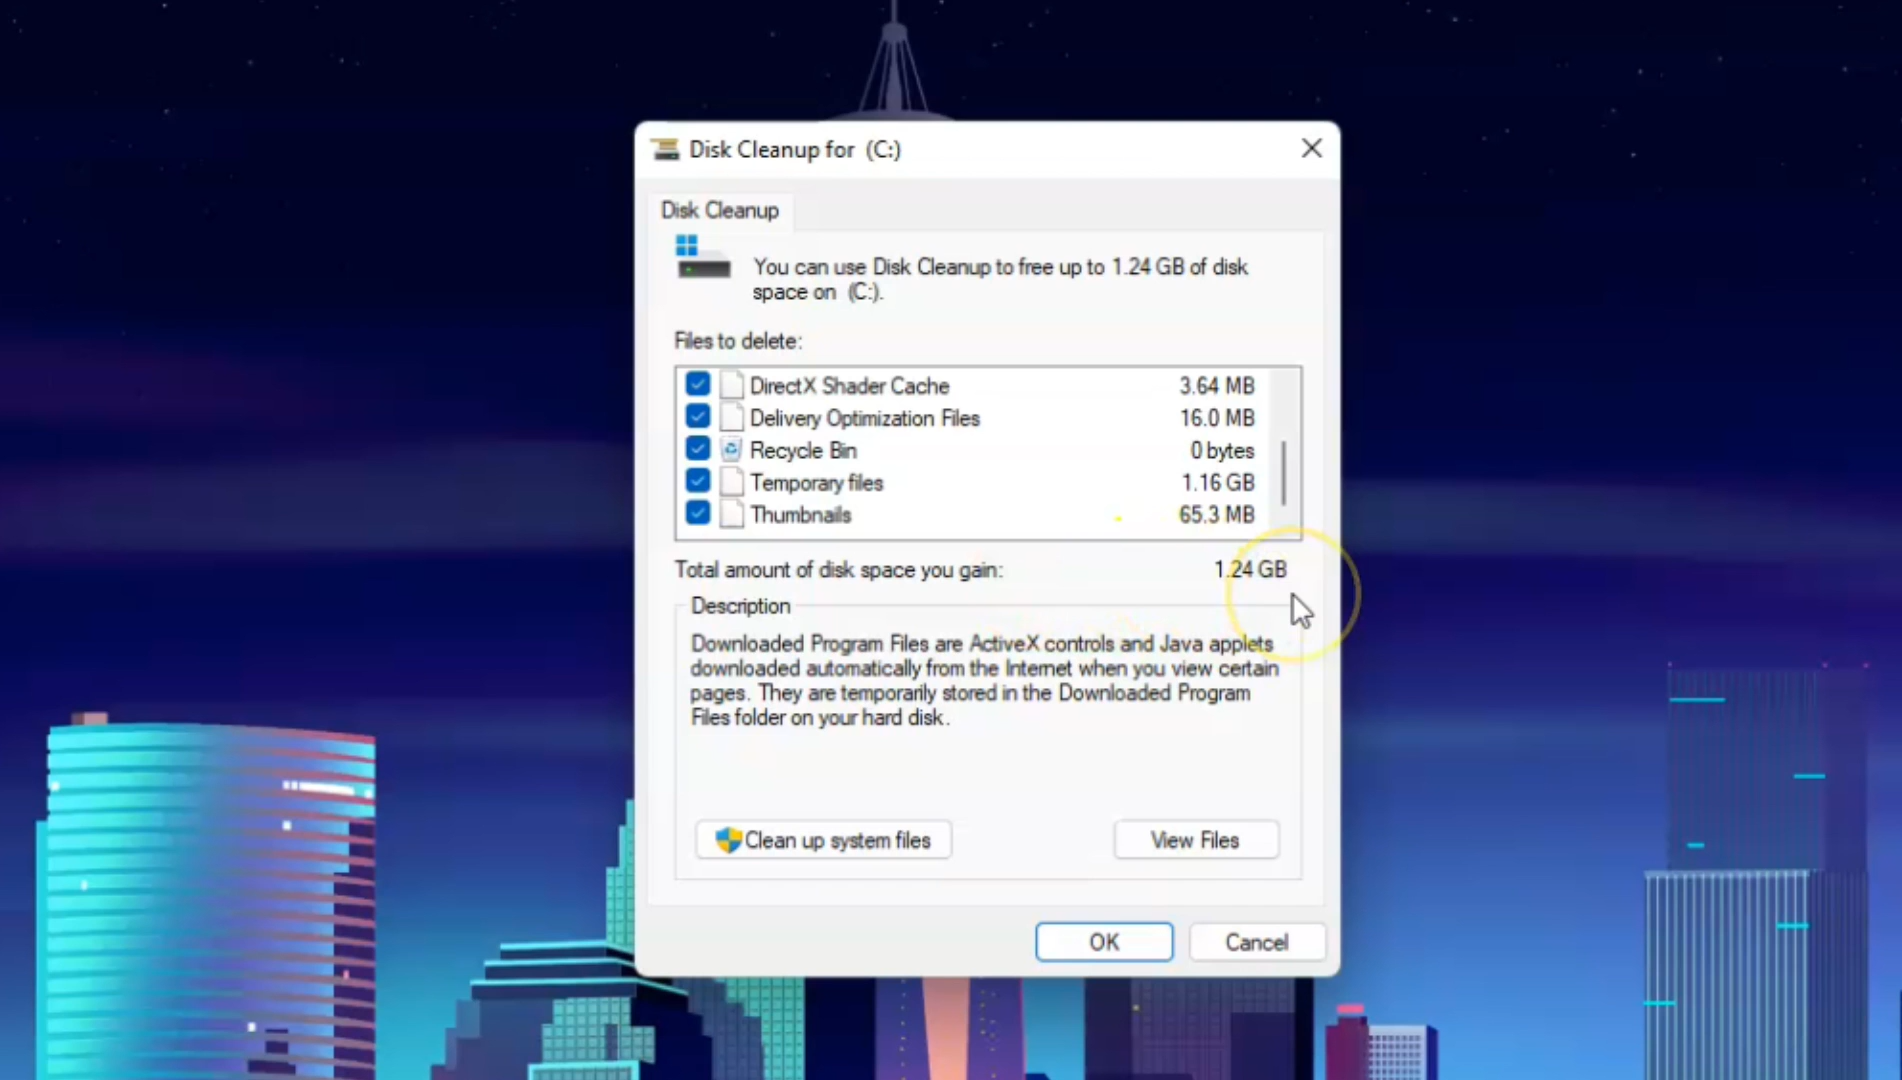 Disk Cleanup for (C:)
Disk Cleanup
You can use Disk Cleanup to free up to 1.24 GB of disk
space on (C:).
Files to delete:
DirectX Shader Cache 3.64 MB
Delivery Optimization Files 16.0 MB
Recycle Bin 0 bytes
Temporary files 1.16 GB
Thumbnails 65.3 MB
Total amount of disk space you gain: 1.24 GB
Description
Downloaded Program Files are ActiveX controls and Java applets
downloaded automatically from the Internet when you view certain
pages. They are temporarily stored in the Downloaded Program
Files folder on your hard disk.
Clean up system files View Files
OK Cancel